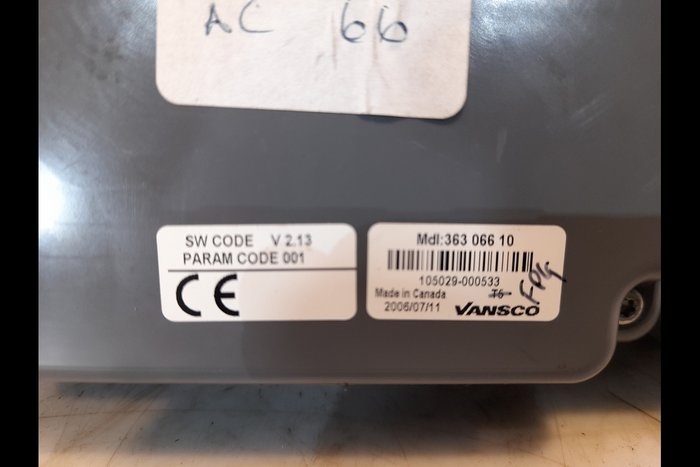 AC 66
SW CODE V 2.13
PARAM CODE 001
CE
Mdl:363 066 10
105029-000533
Made in Canada T5
2006/07/11 VANSCO